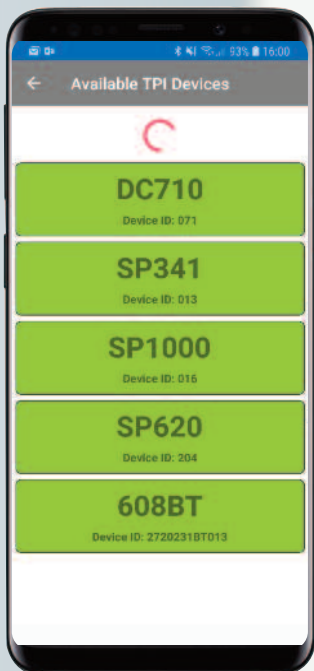 93% 16:00
Available TPI Devices
DC710
Device ID: 071
SP341
Device ID: 013
SP1000
Device ID: 016
SP620
Device ID: 204
608BT
Device ID: 2720231BT013